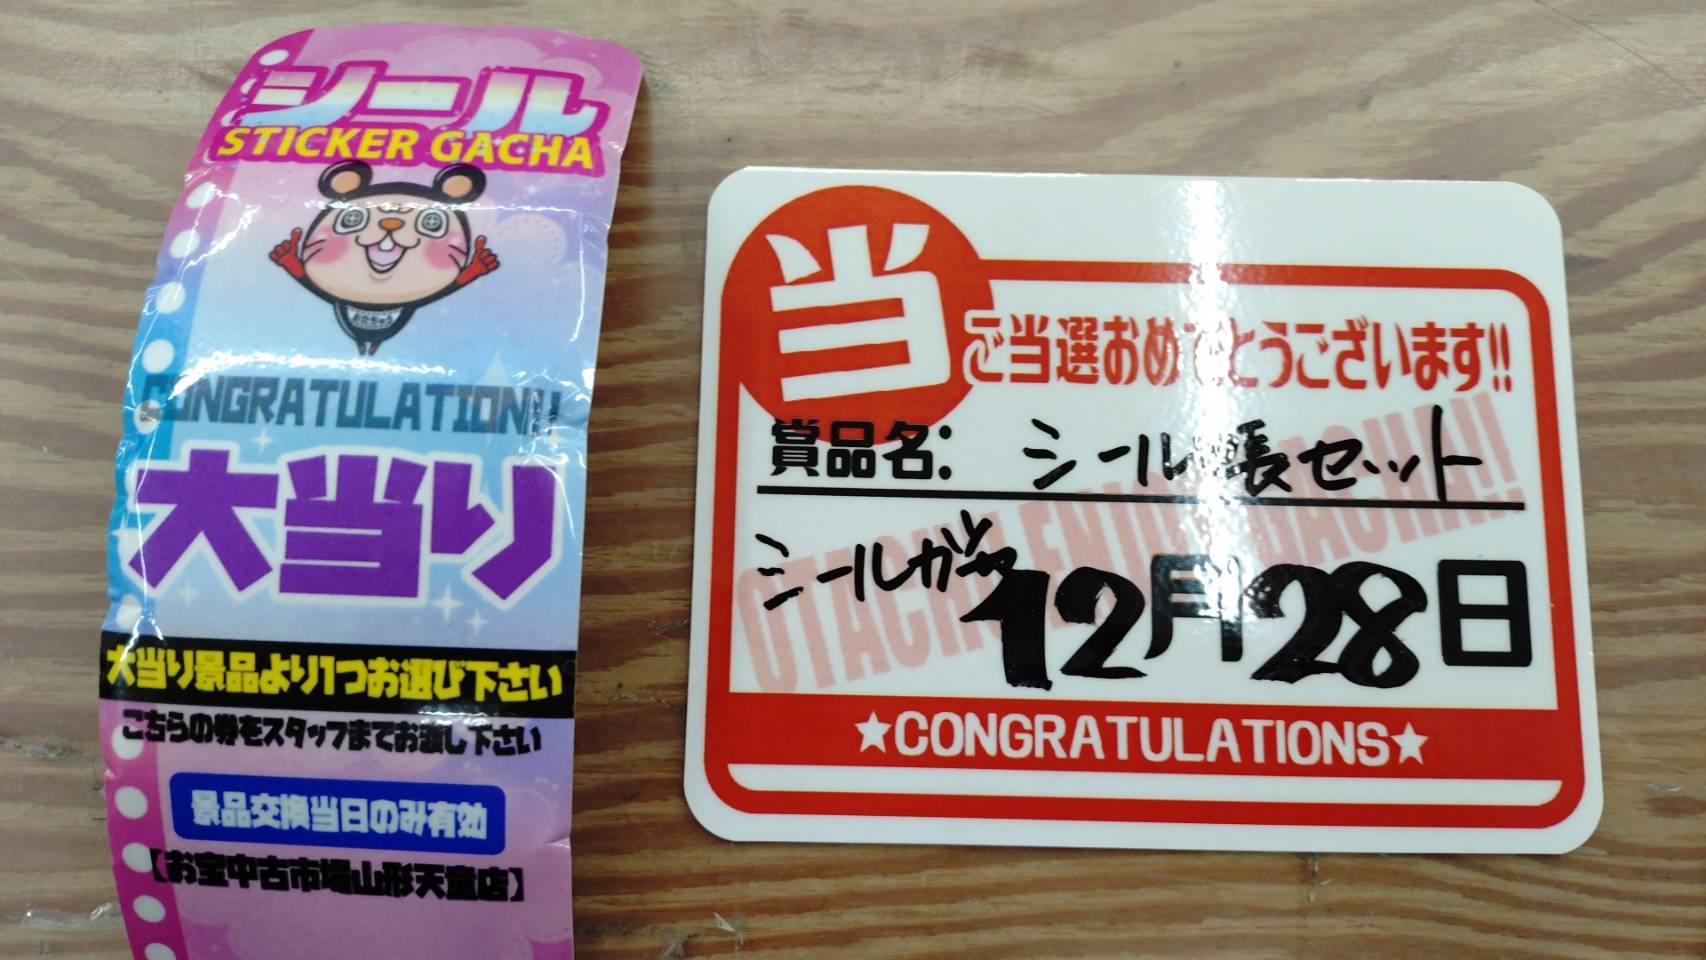 シール
STICKER GACHA
CONGRATULATION!!
大当り
大当り景品より1つお選び下さい
こちらの券をスタッフまでお渡し下さい
景品交換当日のみ有効
【お宝中古市場山形天童店】
当
ご当選おめでとうございます!!
賞品名: シール帳セット
シールガチャ
12月28日
★CONGRATULATIONS★